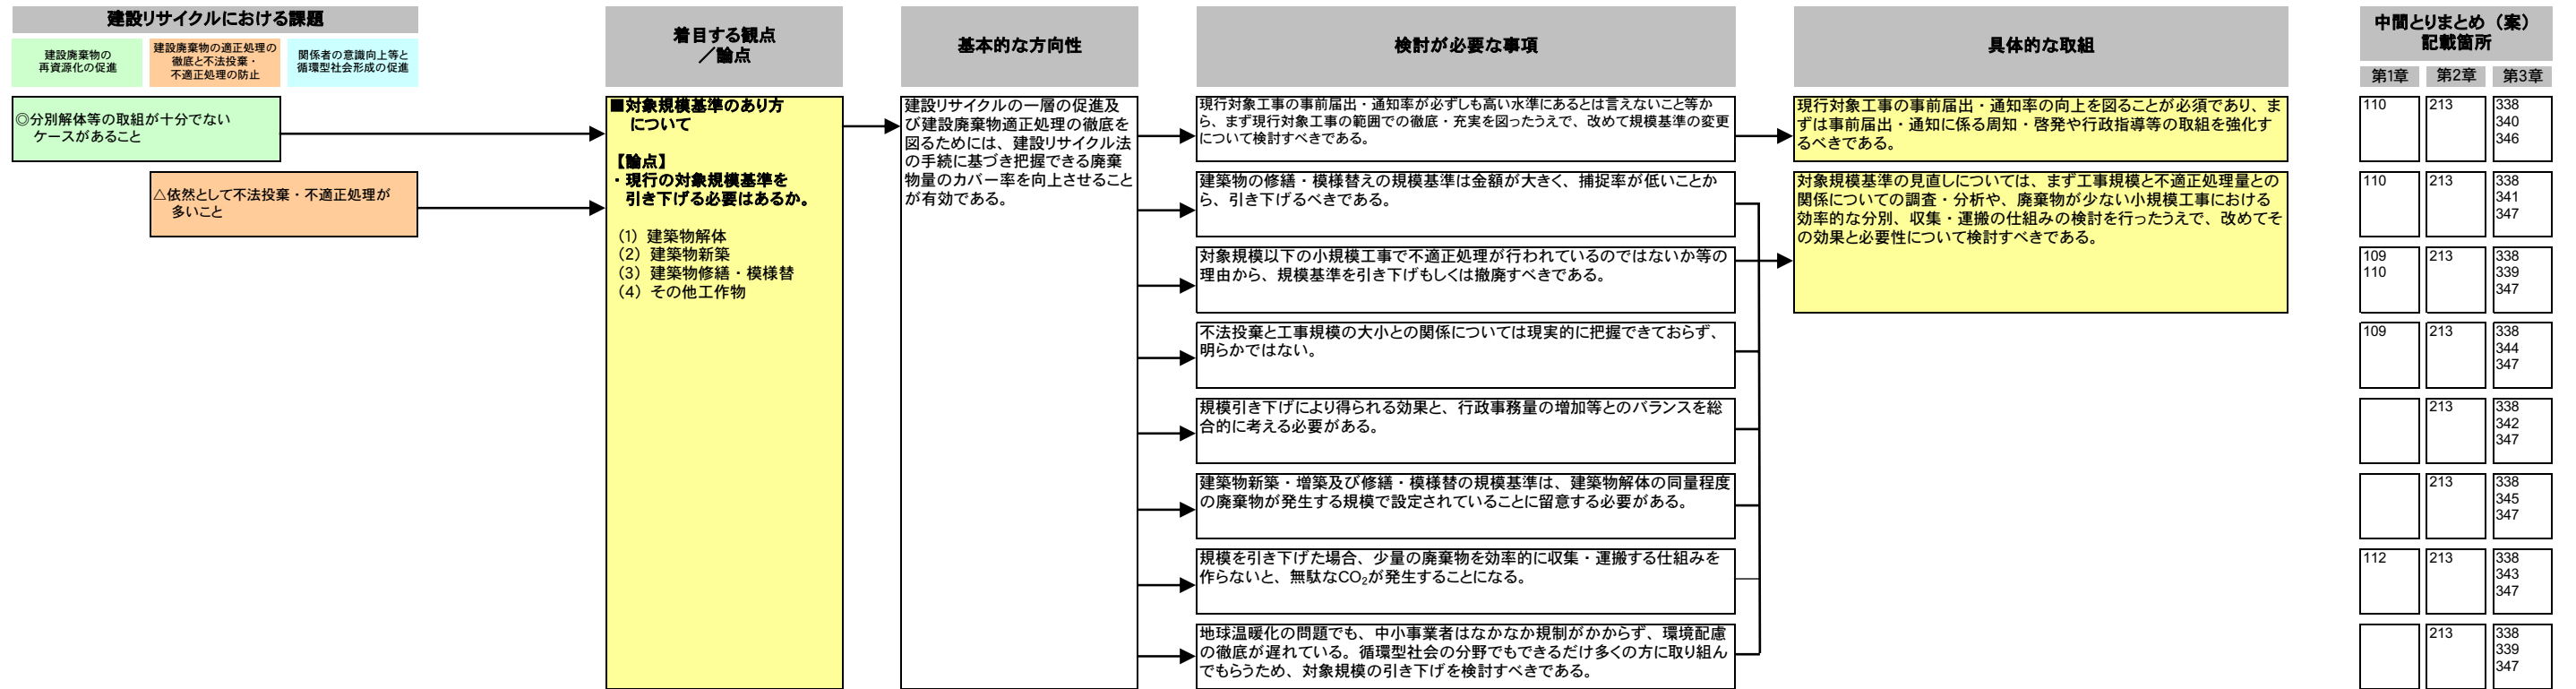 建設リサイクルにおける課題
建設廃棄物の
再資源化の促進
建設廃棄物の適正処理の
徹底と不法投棄・
不適正処理の防止
関係者の意識向上等と
循環型社会形成の促進
着目する観点
／論点
基本的な方向性
検討が必要な事項
具体的な取組
中間とりまとめ（案）
記載箇所
第1章
第2章
第3章
◎分別解体等の取組が十分でない
ケースがあること
△依然として不法投棄・不適正処理が
多いこと
■対象規模基準のあり方
について
【論点】
・現行の対象規模基準を
引き下げる必要はあるか。
（1）建築物解体
（2）建築物新築
（3）建築物修繕・模様替
（4）その他工作物
建設リサイクルの一層の促進及
び建設廃棄物適正処理の徹底を
図るためには、建設リサイクル法
の手続に基づき把握できる廃棄
物量のカバー率を向上させること
が有効である。
現行対象工事の事前届出・通知率が必ずしも高い水準にあるとは言えないこと等か
ら、まず現行対象工事の範囲での徹底・充実を図ったうえで、改めて規模基準の変更
について検討すべきである。
現行対象工事の事前届出・通知率の向上を図ることが必須であり、ま
ずは事前届出・通知に係る周知・啓発や行政指導等の取組を強化す
るべきである。
110
213
338
340
346
建築物の修繕・模様替えの規模基準は金額が大きく、捕捉率が低いことか
ら、引き下げるべきである。
対象規模基準の見直しについては、まず工事規模と不適正処理量との
関係についての調査・分析や、廃棄物が少ない小規模工事における
効率的な分別、収集・運搬の仕組みの検討を行ったうえで、改めてそ
の効果と必要性について検討すべきである。
110
213
338
341
347
対象規模以下の小規模工事で不適正処理が行われているのではないか等の
理由から、規模基準を引き下げもしくは撤廃すべきである。
109
110
213
338
339
347
不法投棄と工事規模の大小との関係については現実的に把握できておらず、
明らかではない。
109
213
338
344
347
規模引き下げにより得られる効果と、行政事務量の増加等とのバランスを総
合的に考える必要がある。
213
338
342
347
建築物新築・増築及び修繕・模様替の規模基準は、建築物解体の同量程度
の廃棄物が発生する規模で設定されていることに留意する必要がある。
213
338
345
347
規模を引き下げた場合、少量の廃棄物を効率的に収集・運搬する仕組みを
作らないと、無駄なCO₂が発生することになる。
112
213
338
343
347
地球温暖化の問題でも、中小事業者はなかなか規制がかからず、環境配慮
の徹底が遅れている。循環型社会の分野でもできるだけ多くの方に取り組ん
でもらうため、対象規模の引き下げを検討すべきである。
213
338
339
347